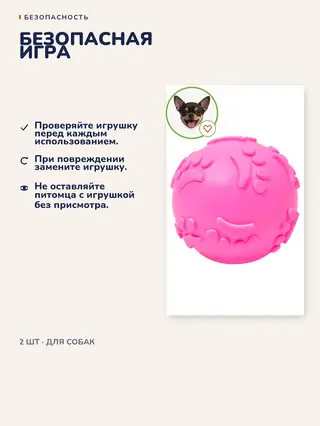 БЕЗОПАСНОСТЬ
БЕЗОПАСНАЯ
ИГРА
Проверяйте игрушку
перед каждым
использованием.
При повреждении
замените игрушку.
Не оставляйте
питомца с игрушкой
без присмотра.
2 ШТ · ДЛЯ СОБАК